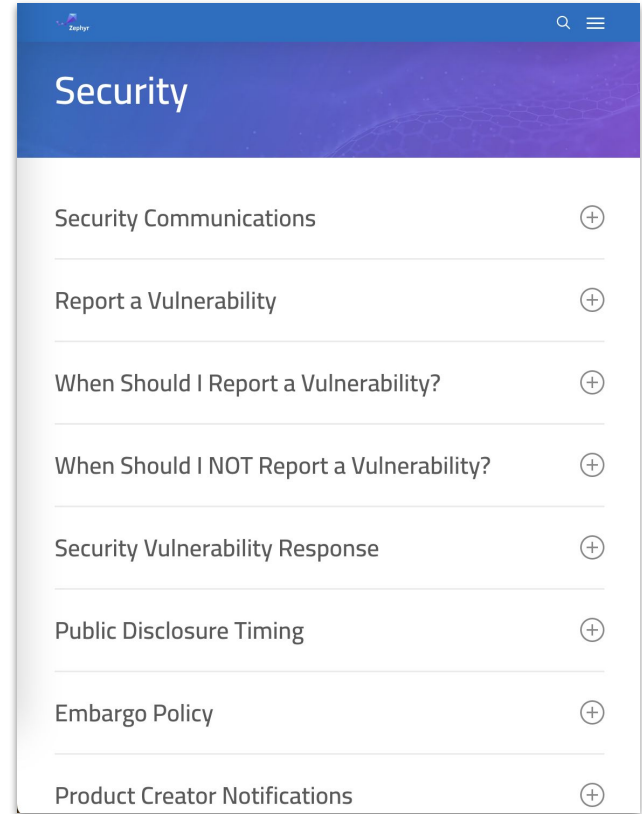 Zephyr
Security
Security Communications
Report a Vulnerability
When Should I Report a Vulnerability?
When Should I NOT Report a Vulnerability?
Security Vulnerability Response
Public Disclosure Timing
Embargo Policy
Product Creator Notifications